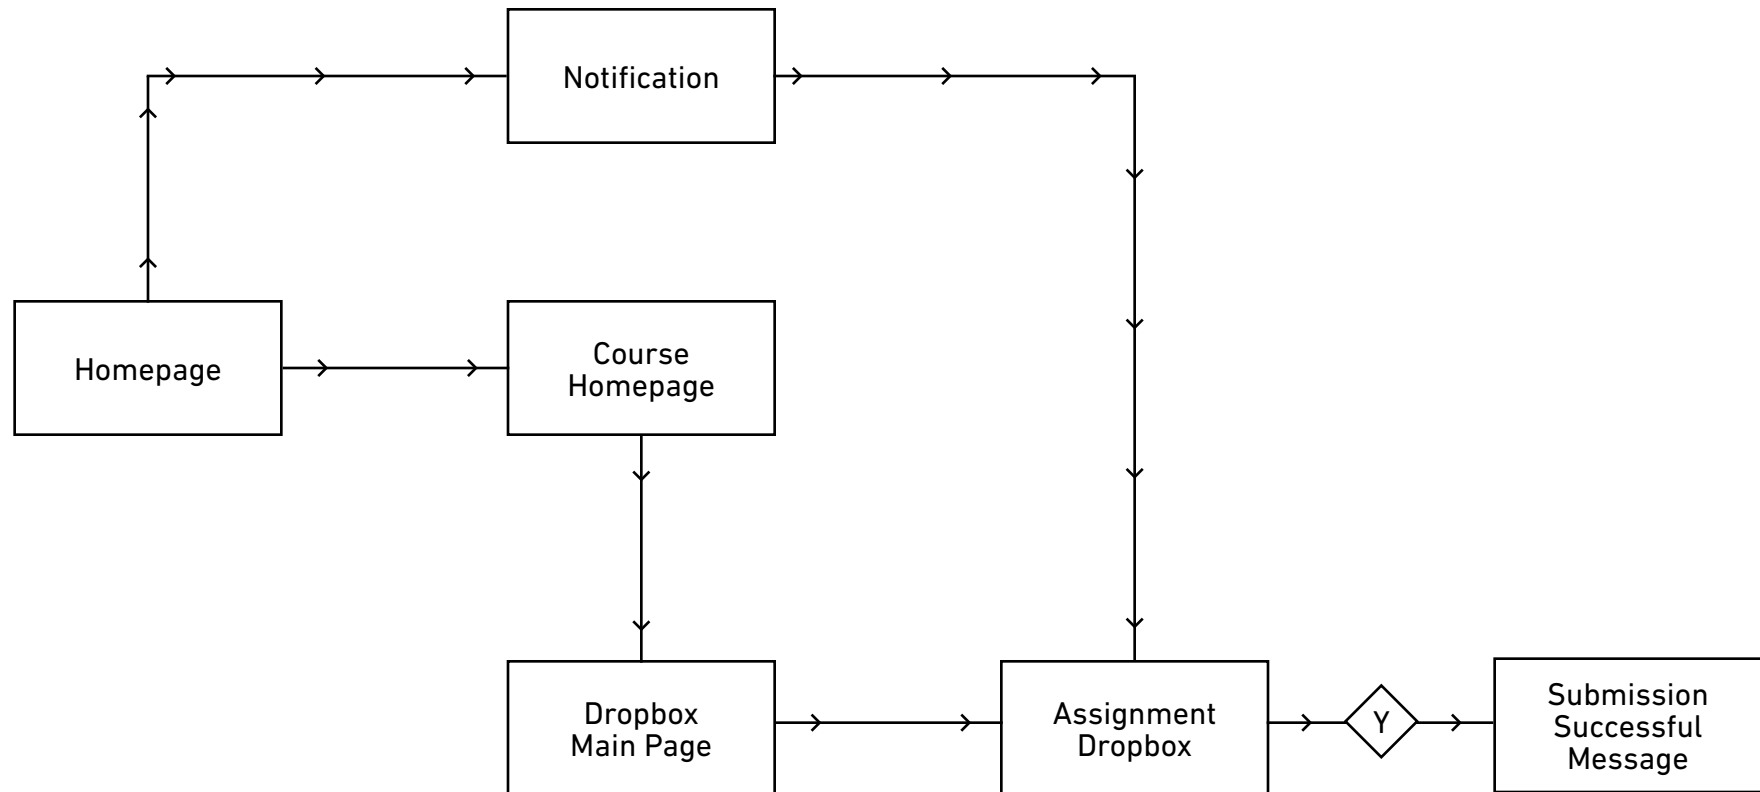 Notification
Homepage
Course
Homepage
Dropbox
Main Page
Assignment
Dropbox
Y
Submission
Successful
Message